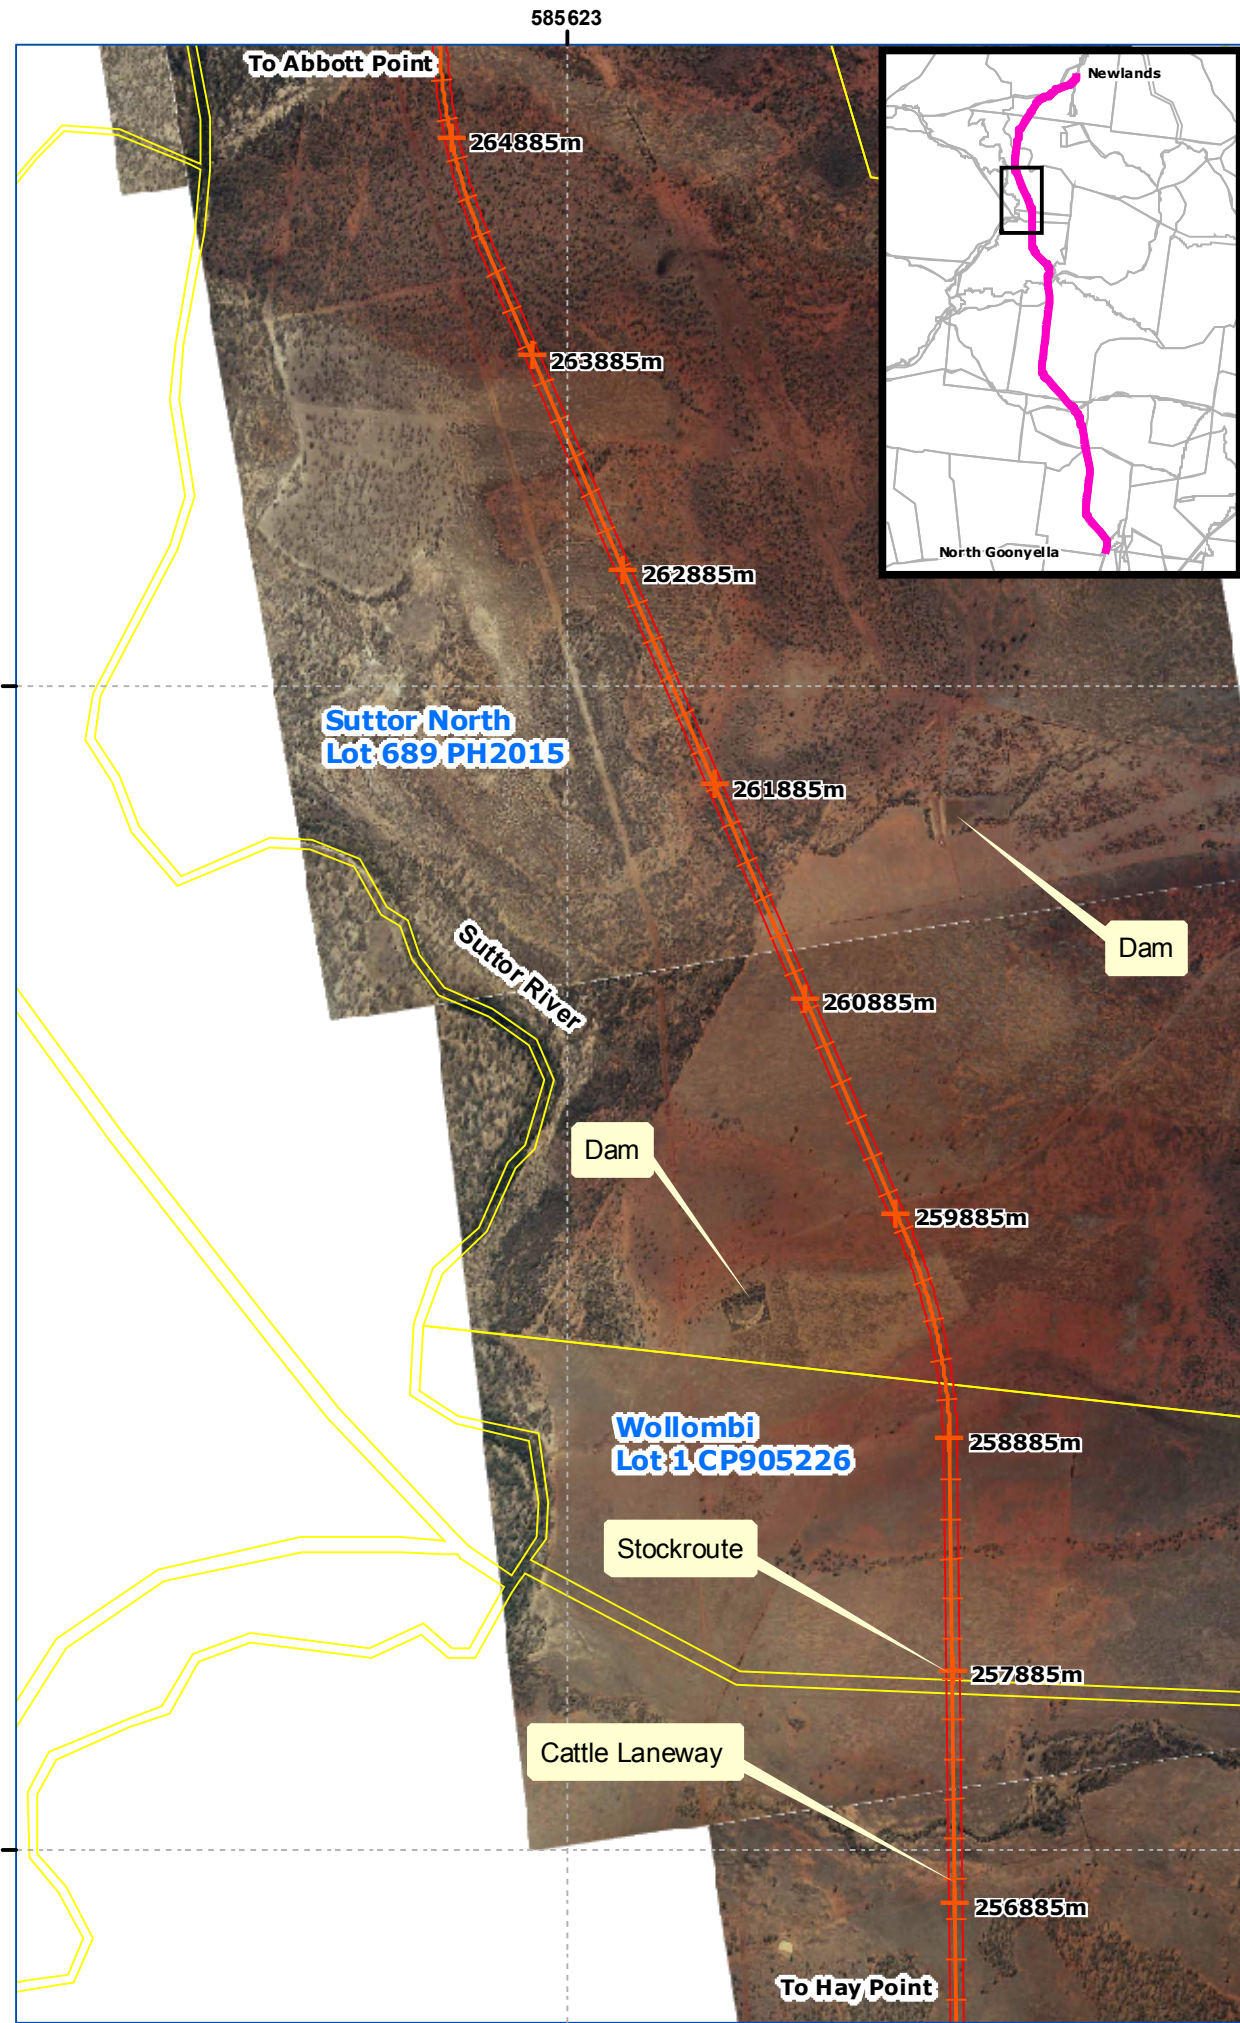 585623
To Abbott Point
Newlands
264885m
263885m
North Goonyella
262885m
Suttor North
Lot 689 PH2015
261885m
Dam
Suttor River
260885m
Dam
259885m
Wollombi
Lot 1 CP905226
258885m
Stockroute
257885m
Cattle Laneway
256885m
To Hay Point